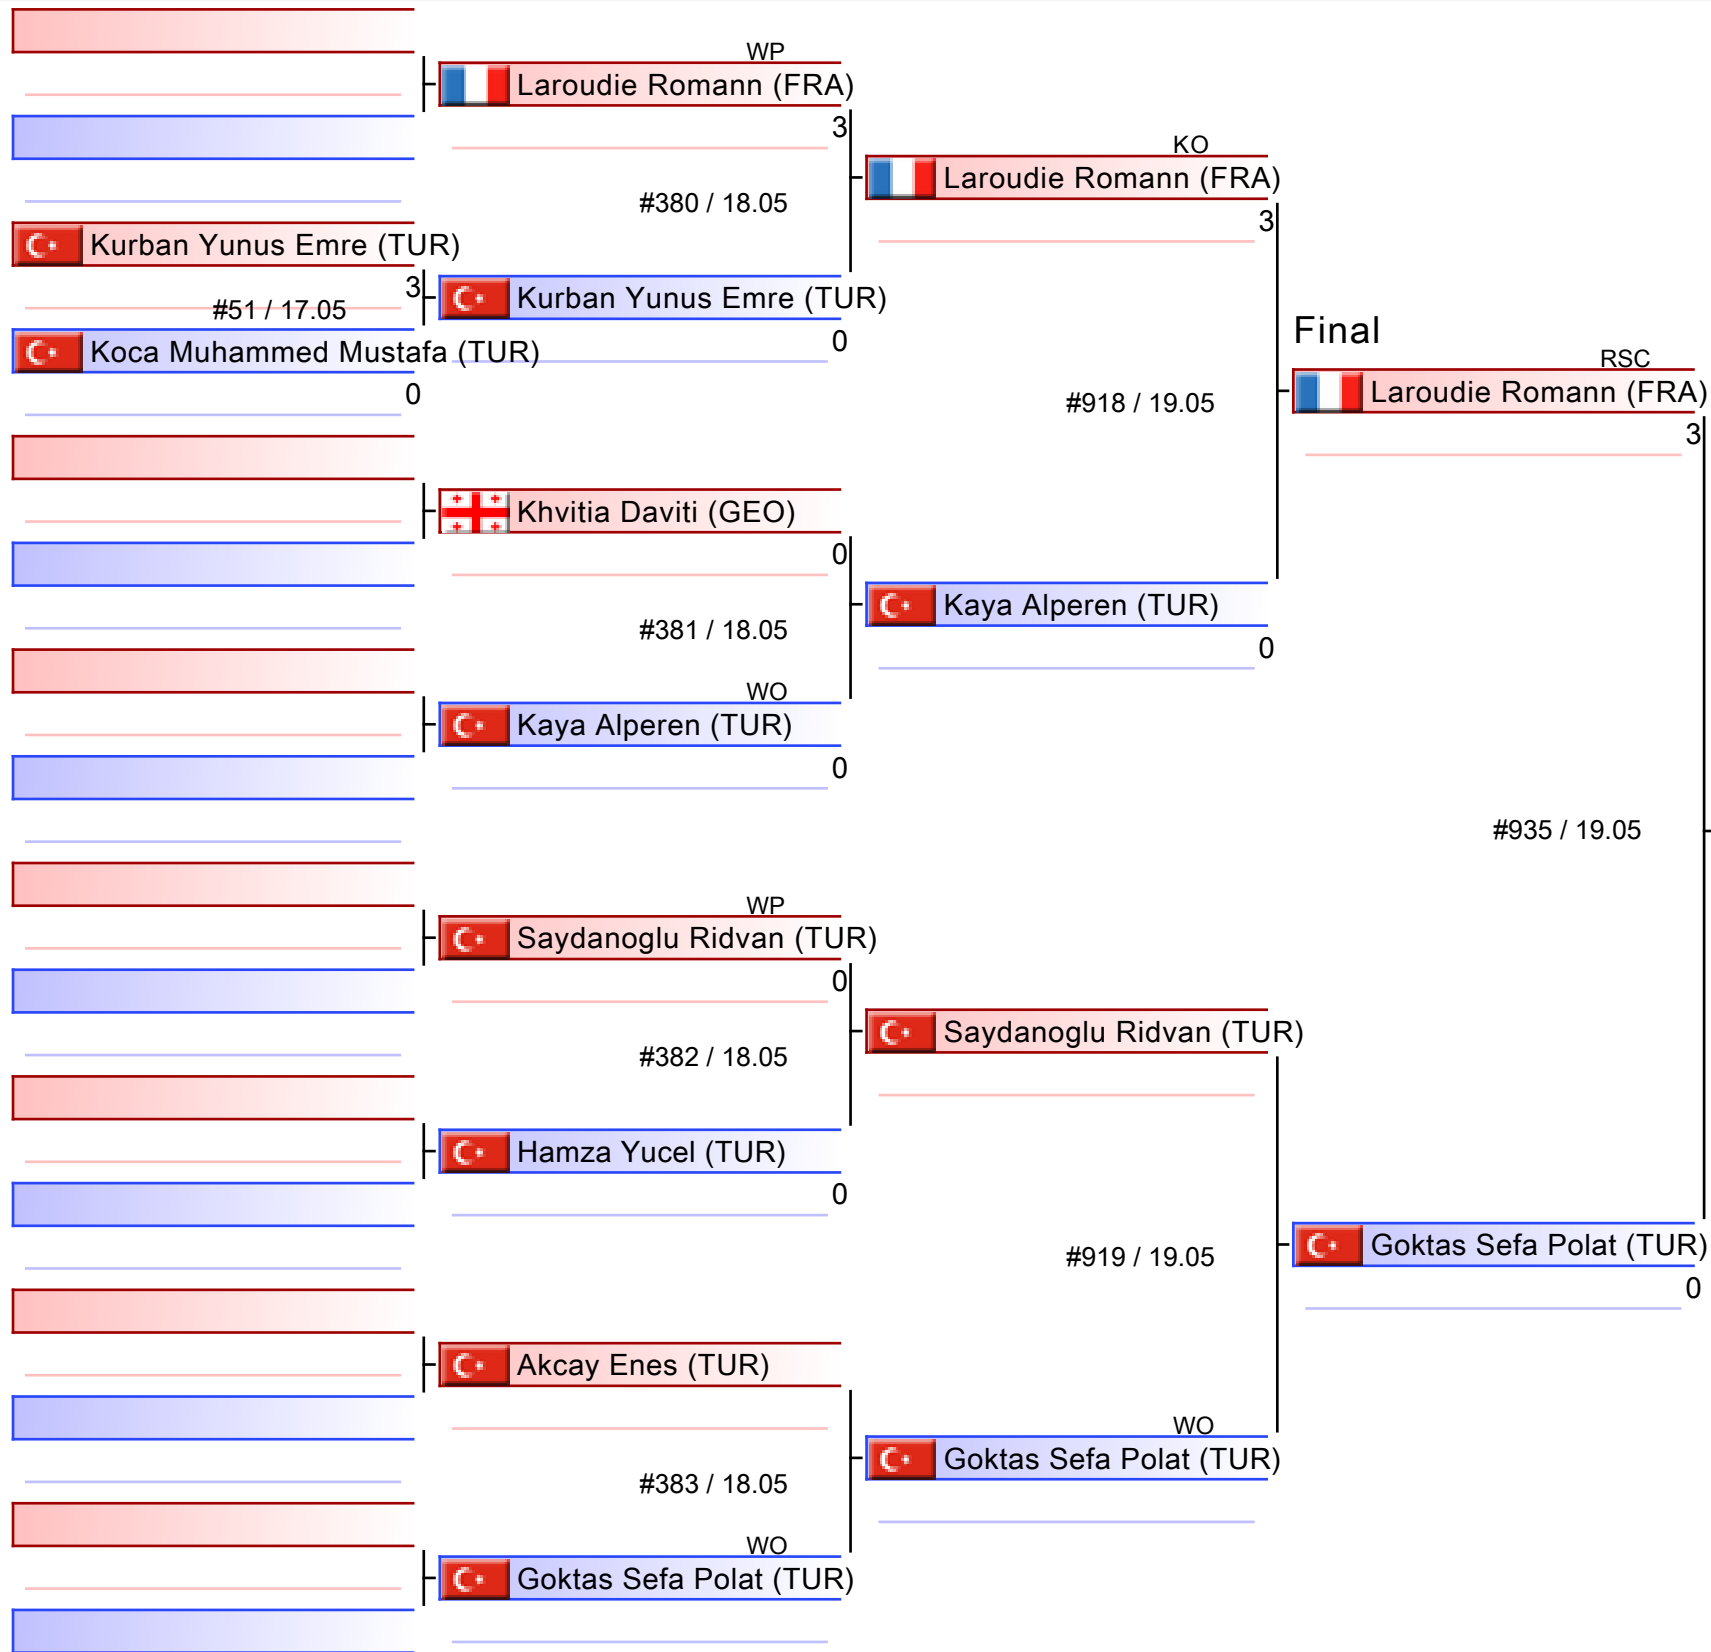 WP
Laroudie Romann (FRA)
3
KO
Laroudie Romann (FRA)
3
#380 / 18.05
Kurban Yunus Emre (TUR)
3
#51 / 17.05
Kurban Yunus Emre (TUR)
0
Koca Muhammed Mustafa (TUR)
0
Final
RSC
Laroudie Romann (FRA)
3
#918 / 19.05
Khvitia Daviti (GEO)
0
Kaya Alperen (TUR)
0
#381 / 18.05
WO
Kaya Alperen (TUR)
0
#935 / 19.05
WP
Saydanoglu Ridvan (TUR)
0
Saydanoglu Ridvan (TUR)
#382 / 18.05
Hamza Yucel (TUR)
0
Goktas Sefa Polat (TUR)
0
#919 / 19.05
Akcay Enes (TUR)
WO
Goktas Sefa Polat (TUR)
#383 / 18.05
WO
Goktas Sefa Polat (TUR)